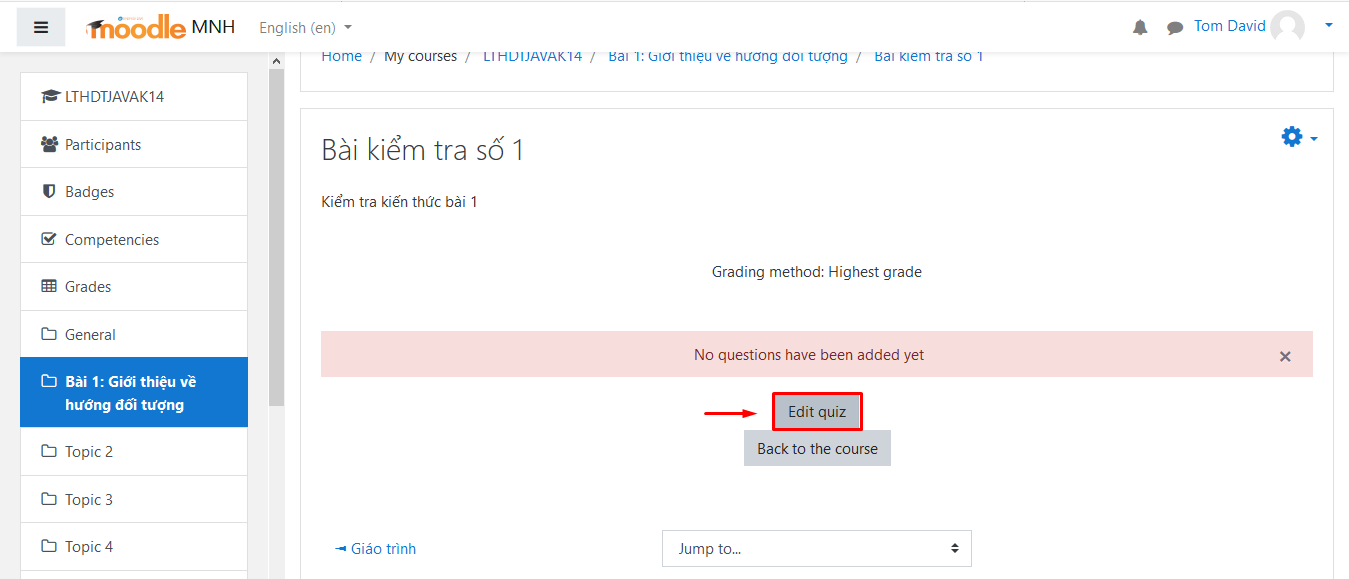 moodle MNH
English (en)
Tom David
Home / My courses / LTHDTJAVAK14 / Bài 1: Giới thiệu về hướng đối tượng / Bài kiểm tra số 1
LTHDTJAVAK14
Participants
Badges
Competencies
Grades
General
Bài 1: Giới thiệu về
hướng đối tượng
Topic 2
Topic 3
Topic 4
Bài kiểm tra số 1
Kiểm tra kiến thức bài 1
Grading method: Highest grade
No questions have been added yet
×
Edit quiz
Back to the course
◄ Giáo trình
Jump to...